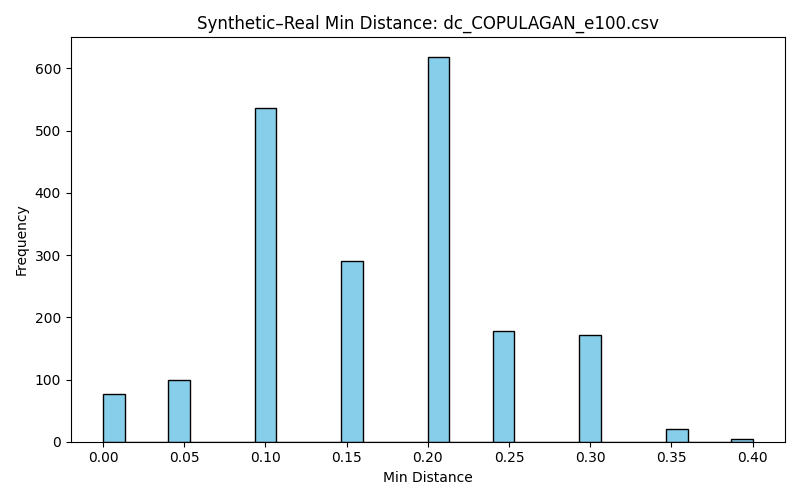 Synthetic–Real Min Distance: dc_COPULAGAN_e100.csv
600
500
400
300
200
100
0
Frequency
0.00 0.05 0.10 0.15 0.20 0.25 0.30 0.35 0.40
Min Distance